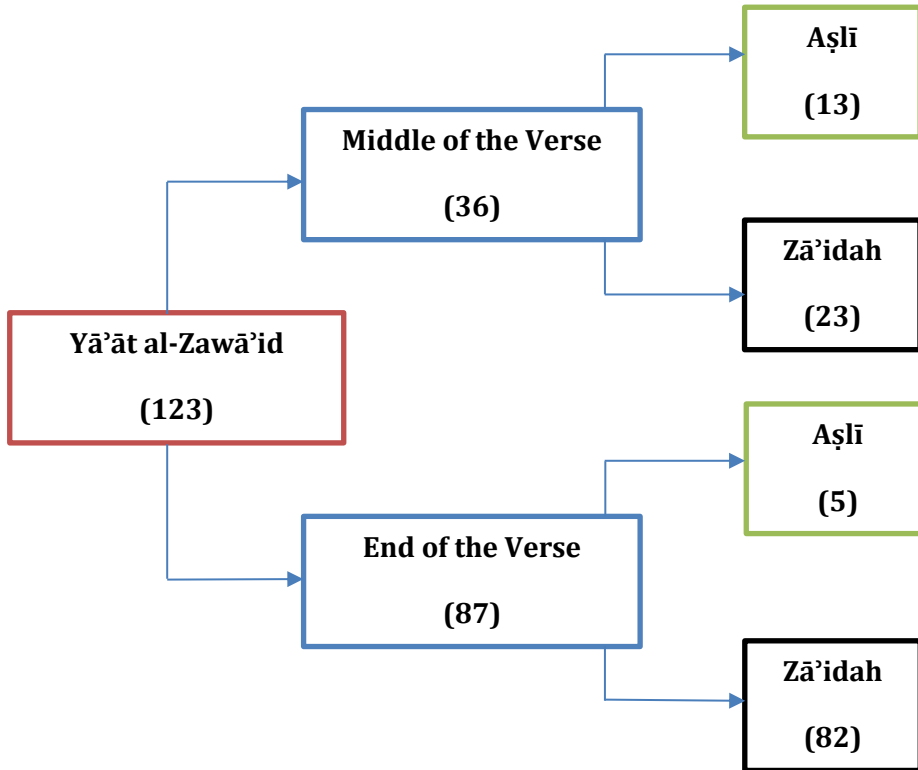 Aṣlī
(13)
Middle of the Verse
(36)
Zā’idah
(23)
Yā’āt al-Zawā’id
(123)
Aṣlī
(5)
End of the Verse
(87)
Zā’idah
(82)